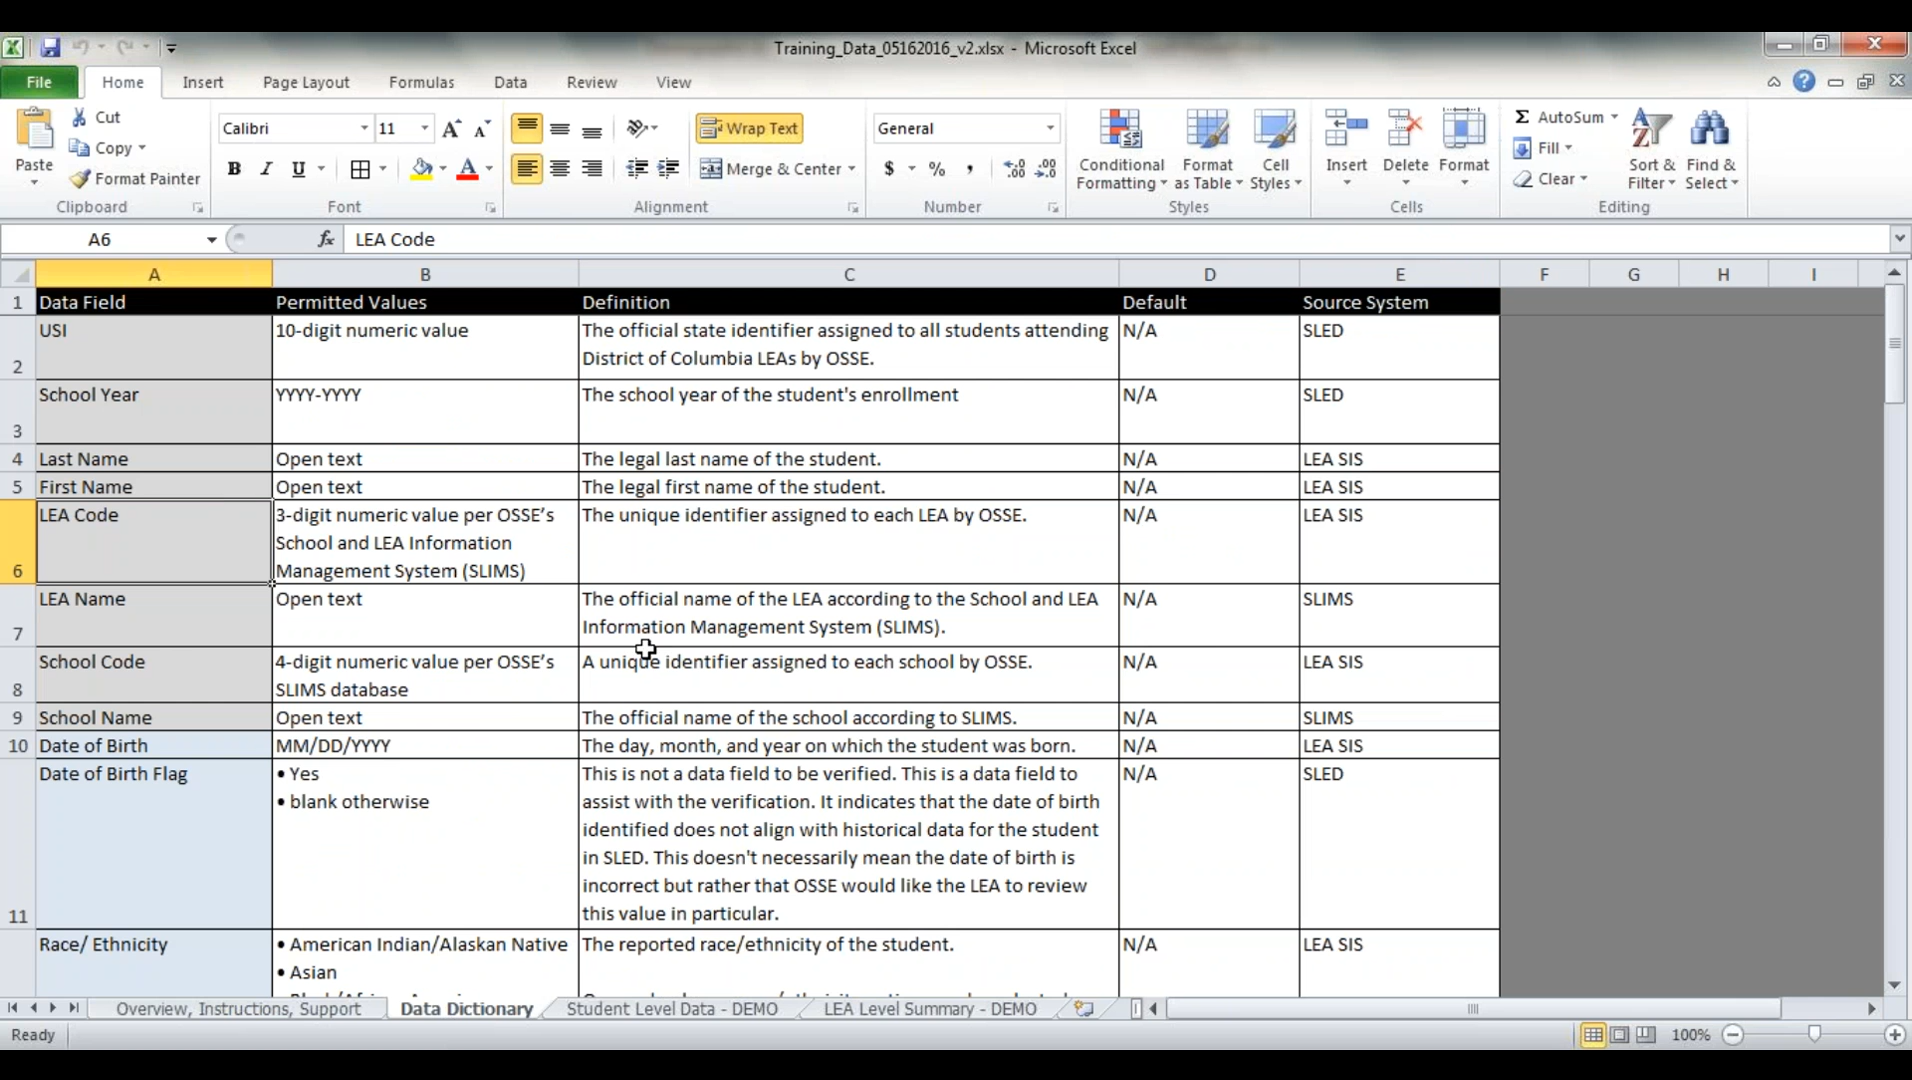 Training_Data_05162016_v2.xlsx - Microsoft Excel
File Home Insert Page Layout Formulas Data Review View
Paste
Cut
Copy
Format Painter
Clipboard
Calibri 11
B I U A
Font
Wrap Text
Merge & Center
Alignment
General
$ % ,
Number
Conditional Formatting
Format as Table
Cell Styles
Styles
Insert Delete Format
Cells
Σ AutoSum
Fill
Clear
Sort & Filter
Find & Select
Editing
A6 fx LEA Code
A B C D E F G H I
1 Data Field Permitted Values Definition Default Source System
2 USI 10-digit numeric value The official state identifier assigned to all students attending N/A SLED
District of Columbia LEAs by OSSE.
3 School Year YYYY-YYYY The school year of the student's enrollment N/A SLED
4 Last Name Open text The legal last name of the student. N/A LEA SIS
5 First Name Open text The legal first name of the student. N/A LEA SIS
6 LEA Code 3-digit numeric value per OSSE’s The unique identifier assigned to each LEA by OSSE. N/A LEA SIS
School and LEA Information
Management System (SLIMS)
7 LEA Name Open text The official name of the LEA according to the School and LEA N/A SLIMS
Information Management System (SLIMS).
8 School Code 4-digit numeric value per OSSE’s A unique identifier assigned to each school by OSSE. N/A LEA SIS
SLIMS database
9 School Name Open text The official name of the school according to SLIMS. N/A SLIMS
10 Date of Birth MM/DD/YYYY The day, month, and year on which the student was born. N/A LEA SIS
11 Date of Birth Flag • Yes This is not a data field to be verified. This is a data field to N/A SLED
• blank otherwise assist with the verification. It indicates that the date of birth
identified does not align with historical data for the student
in SLED. This doesn't necessarily mean the date of birth is
incorrect but rather that OSSE would like the LEA to review
this value in particular.
Race/ Ethnicity • American Indian/Alaskan Native The reported race/ethnicity of the student. N/A LEA SIS
• Asian
Overview, Instructions, Support Data Dictionary Student Level Data - DEMO LEA Level Summary - DEMO
Ready 100%